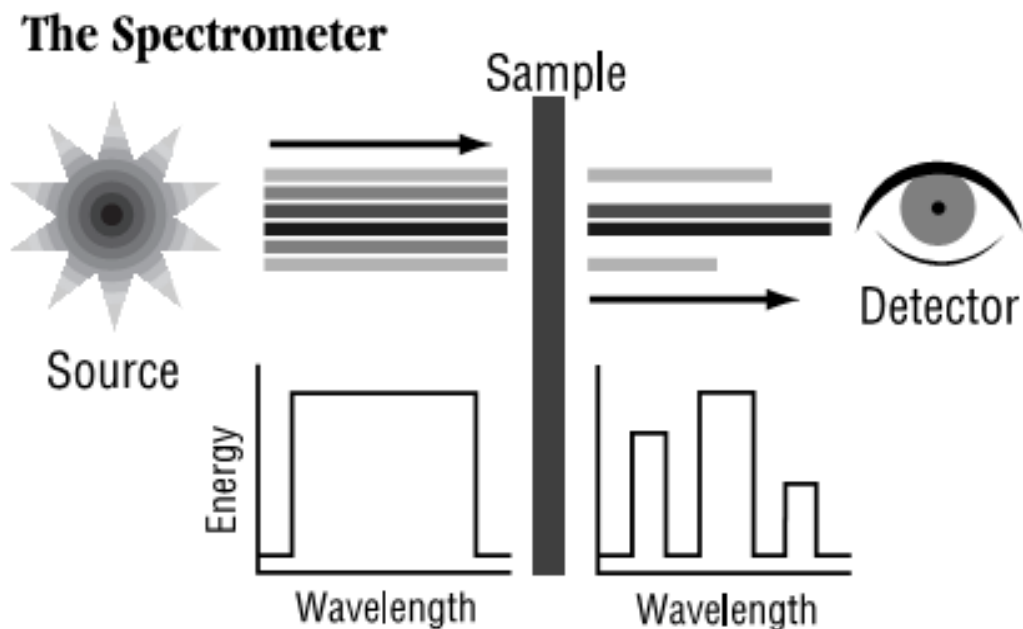 The Spectrometer
Sample
Source
Detector
Energy
Wavelength
Wavelength